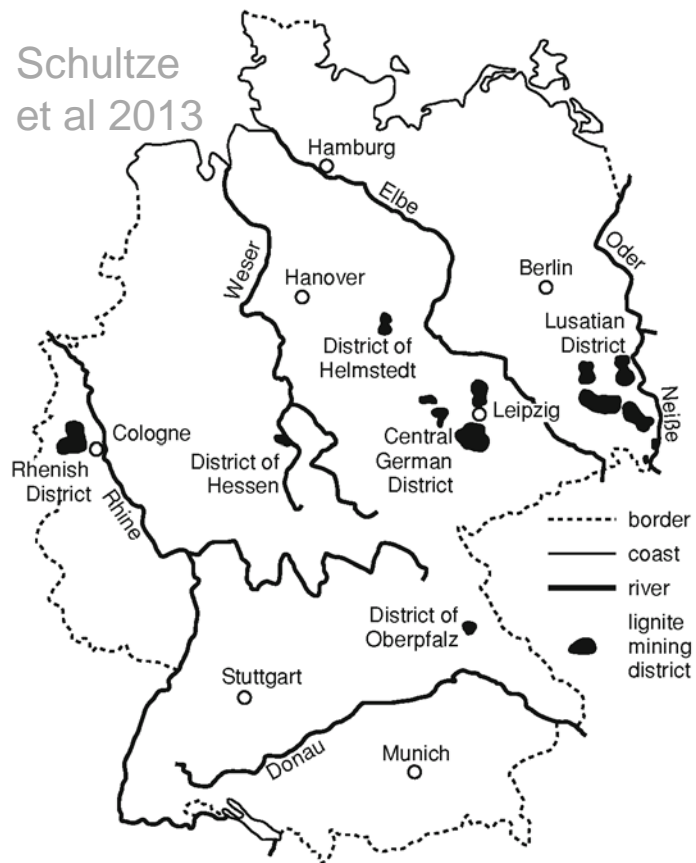 Schultze
et al 2013
Hamburg
Elbe
Weser
Oder
Hanover
Berlin
Lusatian
District
District of
Helmstedt
Neiße
Leipzig
Cologne
Central
German
District
Rhenish
District
District of
Hessen
Rhine
border
coast
river
lignite
mining
district
District of
Oberpfalz
Stuttgart
Donau
Munich